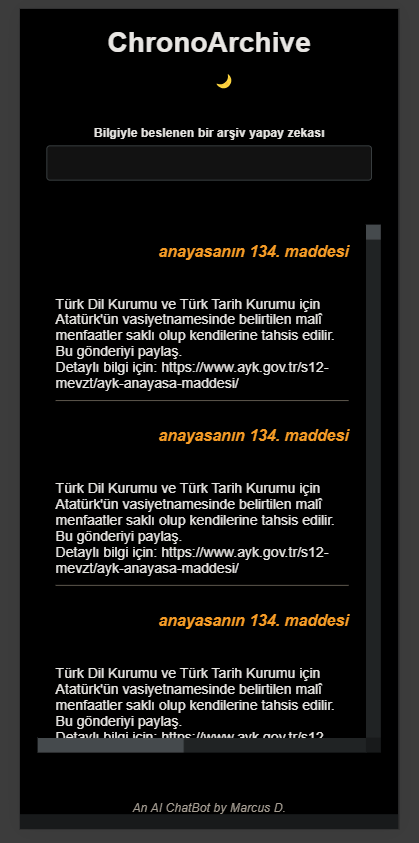 ChronoArchive
Bilgiyle beslenen bir arşiv yapay zekası
anayasanın 134. maddesi
Türk Dil Kurumu ve Türk Tarih Kurumu için
Atatürk'ün vasiyetnamesinde belirtilen malî
menfaatler saklı olup kendilerine tahsis edilir.
Bu gönderiyi paylaş.
Detaylı bilgi için: https://www.ayk.gov.tr/s12-
mevzt/ayk-anayasa-maddesi/
anayasanın 134. maddesi
Türk Dil Kurumu ve Türk Tarih Kurumu için
Atatürk'ün vasiyetnamesinde belirtilen malî
menfaatler saklı olup kendilerine tahsis edilir.
Bu gönderiyi paylaş.
Detaylı bilgi için: https://www.ayk.gov.tr/s12-
mevzt/ayk-anayasa-maddesi/
anayasanın 134. maddesi
Türk Dil Kurumu ve Türk Tarih Kurumu için
Atatürk'ün vasiyetnamesinde belirtilen malî
menfaatler saklı olup kendilerine tahsis edilir.
Bu gönderiyi paylaş.
Detaylı bilgi için: https://www.ayk.gov.tr/s12-
An AI ChatBot by Marcus D.